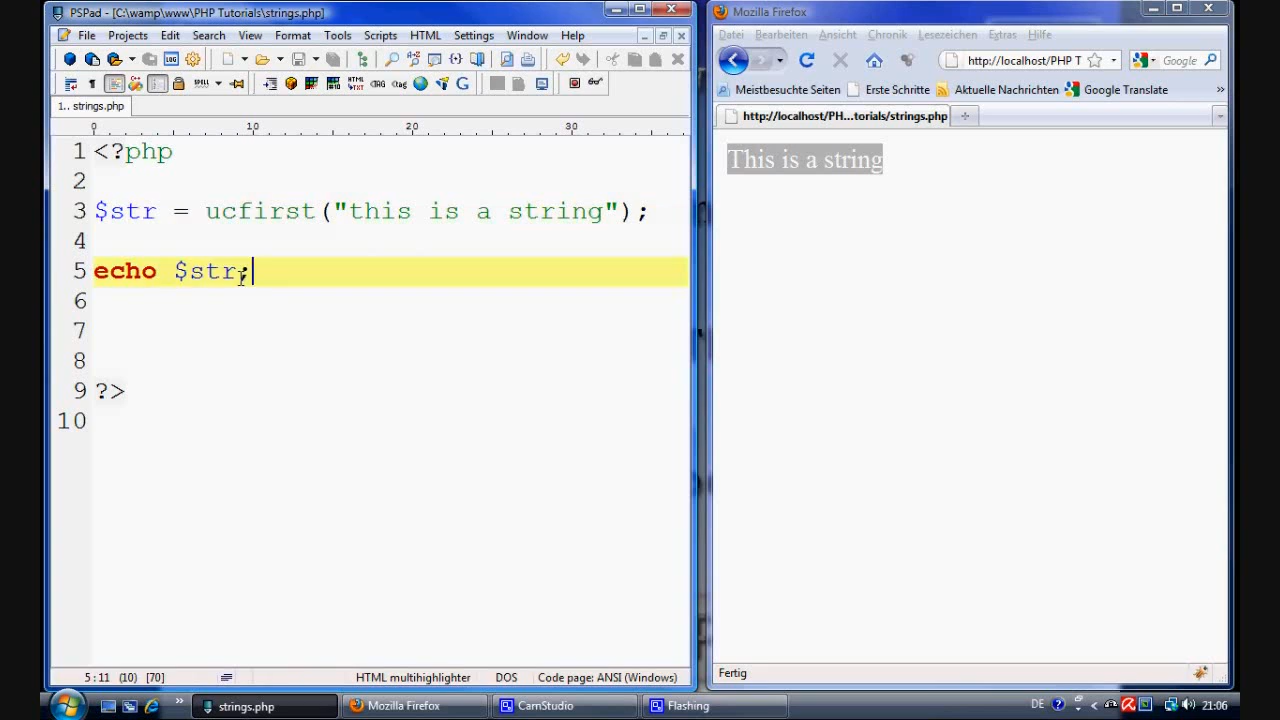 PSPad - [C:\wamp\www\PHP Tutorials\strings.php]
File Projects Edit Search View Format Tools Scripts HTML Settings Window Help
1.. strings.php
0 10 20 30
1 <?php
2
3 $str = ucfirst("this is a string");
4
5 echo $str;
6
7
8
9 ?>
10
5:11 (10) [70] HTML multihighlighter DOS Code page: ANSI (Windows)
Mozilla Firefox
Datei Bearbeiten Ansicht Chronik Lesezeichen Extras Hilfe
http://localhost/PHP T Google
Meistbesuchte Seiten Erste Schritte Aktuelle Nachrichten Google Translate »
http://localhost/PH...torials/strings.php
This is a string
Fertig
» strings.php Mozilla Firefox CamStudio Flashing DE 21:06